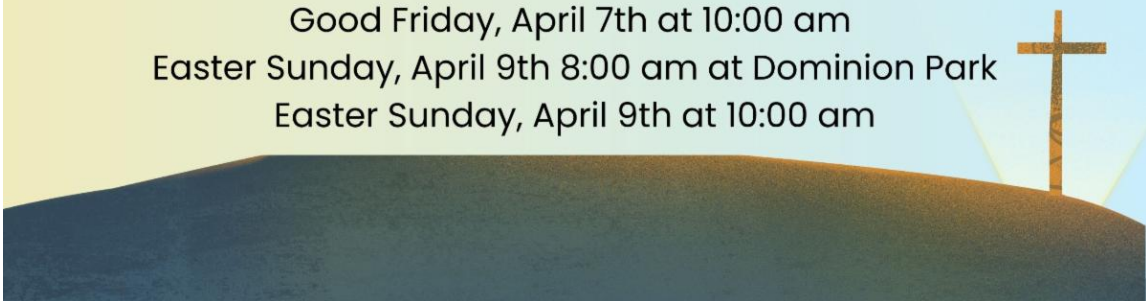 Good Friday, April 7th at 10:00 am
Easter Sunday, April 9th 8:00 am at Dominion Park
Easter Sunday, April 9th at 10:00 am